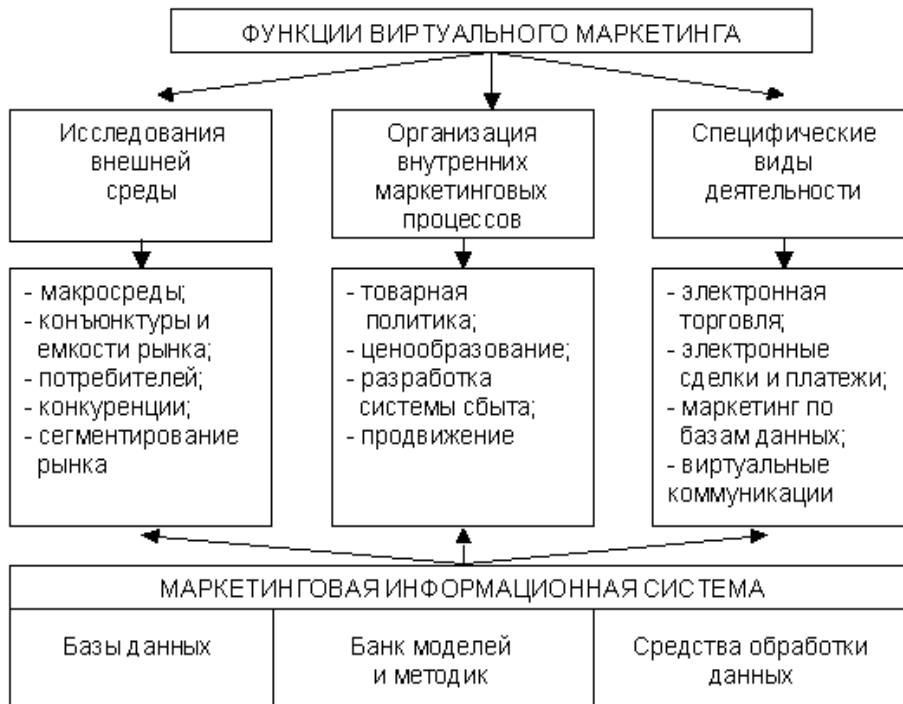 ФУНКЦИИ ВИРТУАЛЬНОГО МАРКЕТИНГА
Исследования
внешней
среды
Организация
внутренних
маркетинговых
процессов
Специфические
виды
деятельности
- макросреды;
- конъюнктуры и
емкости рынка;
- потребителей;
- конкуренции;
- сегментирование
рынка
- товарная
политика;
- ценообразование;
- разработка
системы сбыта;
- продвижение
- электронная
торговля;
- электронные
сделки и платежи;
- маркетинг по
базам данных;
- виртуальные
коммуникации
МАРКЕТИНГОВАЯ ИНФОРМАЦИОННАЯ СИСТЕМА
Базы данных
Банк моделей
и методик
Средства обработки
данных